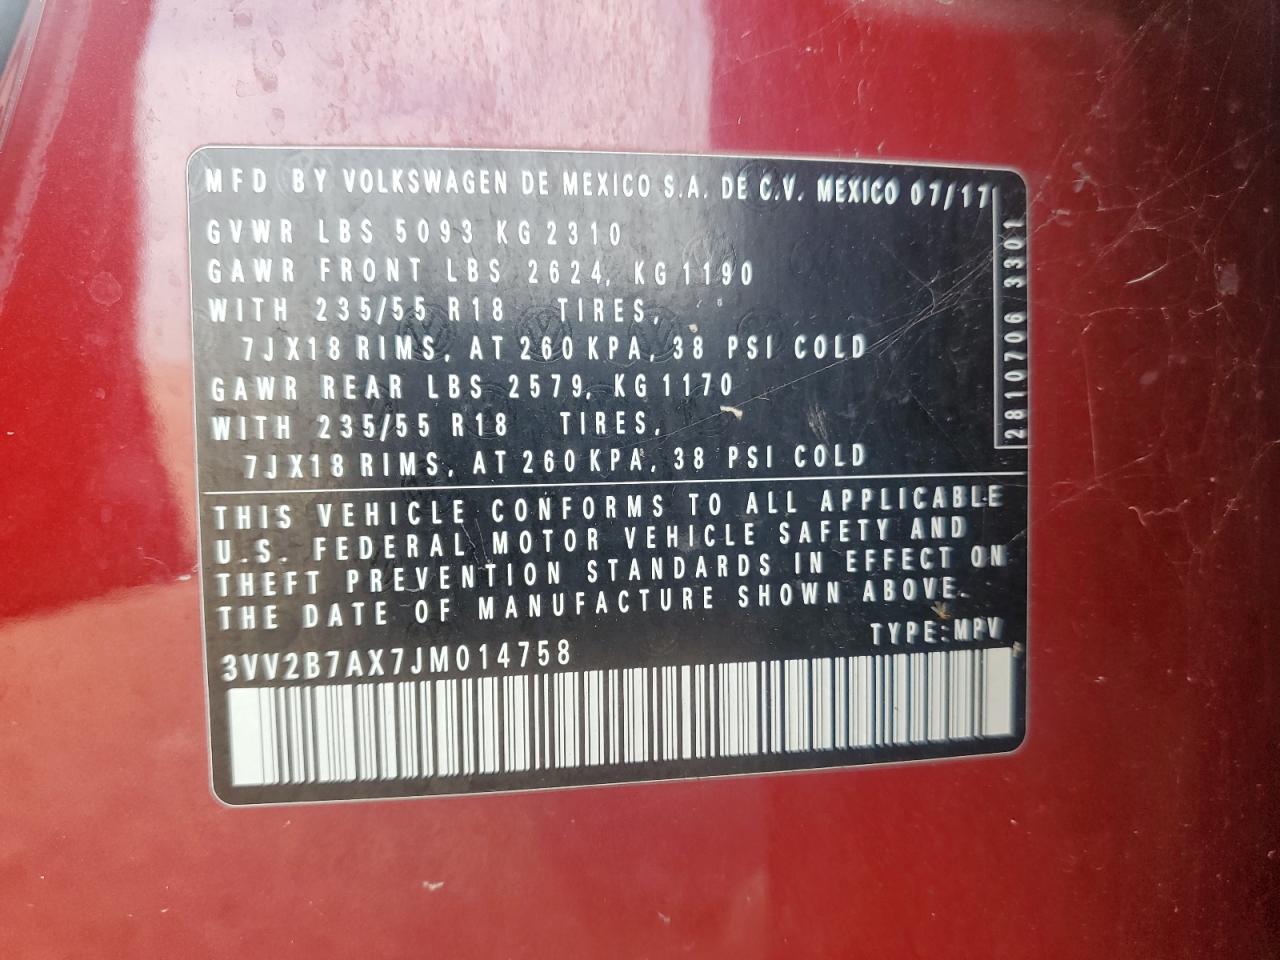 MFD BY VOLKSWAGEN DE MEXICO S.A. DE C.V. MEXICO 07/17
GVWR LBS 5093 KG 2310
GAWR FRONT LBS 2624, KG 1190
WITH 235/55 R18 TIRES,
7JX18 RIMS, AT 260 KPA, 38 PSI COLD
GAWR REAR LBS 2579, KG 1170
WITH 235/55 R18 TIRES,
7JX18 RIMS, AT 260 KPA, 38 PSI COLD
2810706 3301
THIS VEHICLE CONFORMS TO ALL APPLICABLE
U.S. FEDERAL MOTOR VEHICLE SAFETY AND
THEFT PREVENTION STANDARDS IN EFFECT ON
THE DATE OF MANUFACTURE SHOWN ABOVE.
TYPE: MPV
3VV2B7AX7JM014758